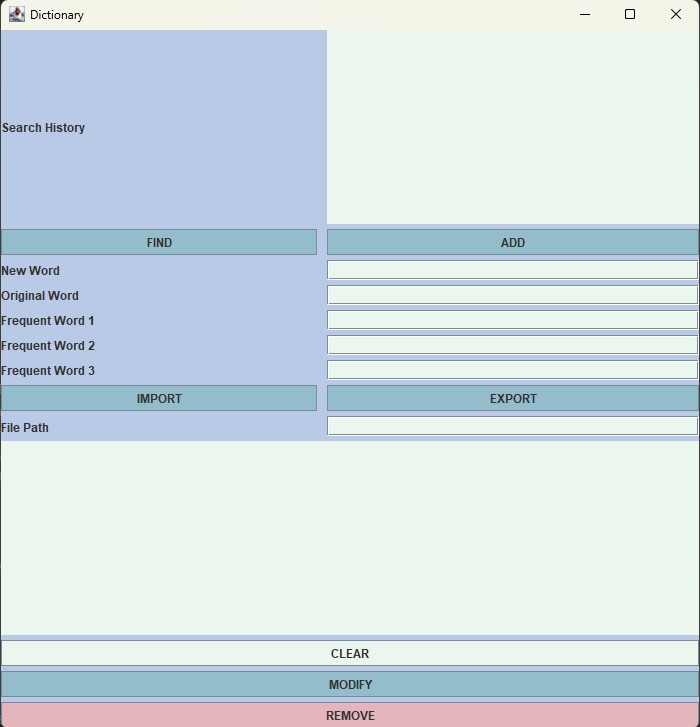 Dictionary
Search History
FIND
ADD
New Word
Original Word
Frequent Word 1
Frequent Word 2
Frequent Word 3
IMPORT
EXPORT
File Path
CLEAR
MODIFY
REMOVE